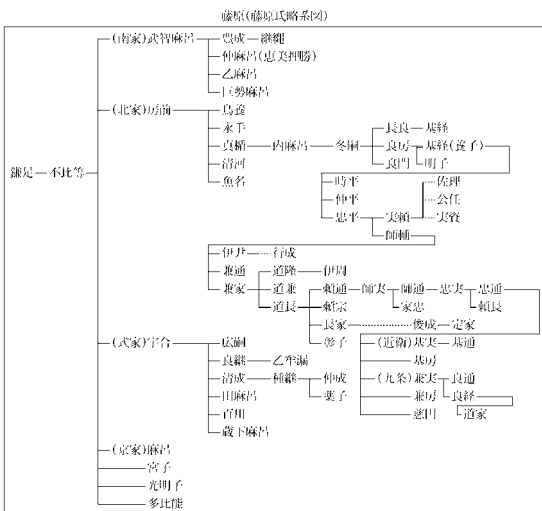 藤原(藤原氏略系図)
(南家)武智麻呂 豊成 継縄
仲麻呂(恵美押勝)
乙麻呂
巨勢麻呂
(北家)房前 鳥養
永手 長良 基経
真楯 内麻呂 冬嗣 良房 基経(養子)
清河 良門 明子
鎌足 不比等
魚名 時平 佐理
仲平 公任
忠平 実頼 実資
師輔
伊尹 行成
兼通 道隆 伊周
兼家 道兼 頼通 師実 師通 忠実 忠通
道長 頼宗 家忠 頼長
長家 俊成 定家
(武家)宇合 広嗣 彰子 (近衛)基実 基通
良継 乙牟漏 基房
清成 種継 仲成 (九条)兼実 良通
田麻呂 薬子 兼房 良経
百川 慈円 道家
蔵下麻呂
(京家)麻呂
宮子
光明子
多比能